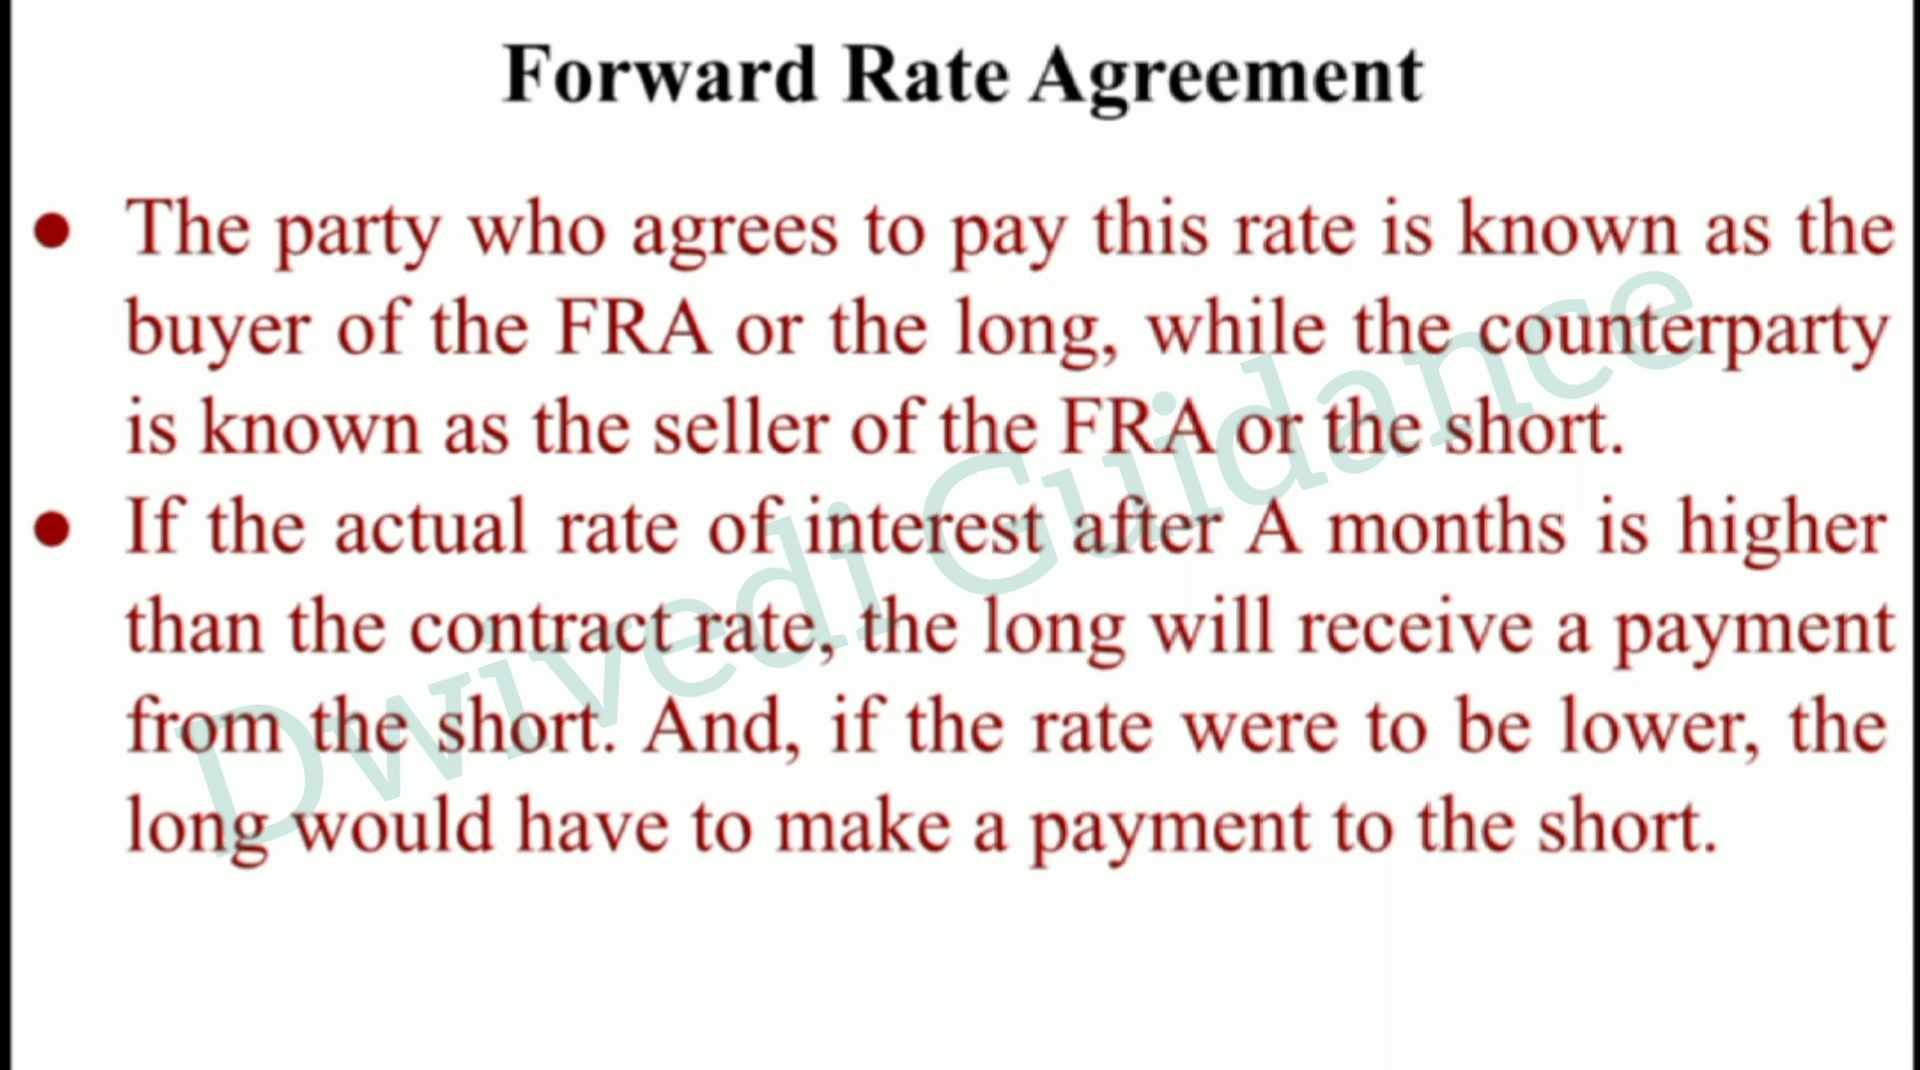 Forward Rate Agreement
● The party who agrees to pay this rate is known as the
buyer of the FRA or the long, while the counterparty
is known as the seller of the FRA or the short.
● If the actual rate of interest after A months is higher
than the contract rate, the long will receive a payment
from the short. And, if the rate were to be lower, the
long would have to make a payment to the short.
Dwivedi Guidance